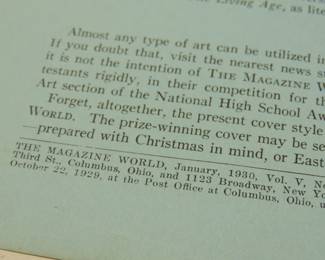 Living Age, as lite
Almost any type of art can be utilized in
If you doubt that, visit the nearest news s
it is not the intention of THE MAGAZINE W
testants rigidly, in their competition for th
Art section of the National High School Aw
Forget, altogether, the present cover style
WORLD. The prize-winning cover may be se
—prepared with Christmas in mind, or East
THE MAGAZINE WORLD, January, 1930, Vol. V, N
Third St., Columbus, Ohio, and 1123 Broadway, New Yo
October 22, 1929, at the Post Office at Columbus, Ohio, u